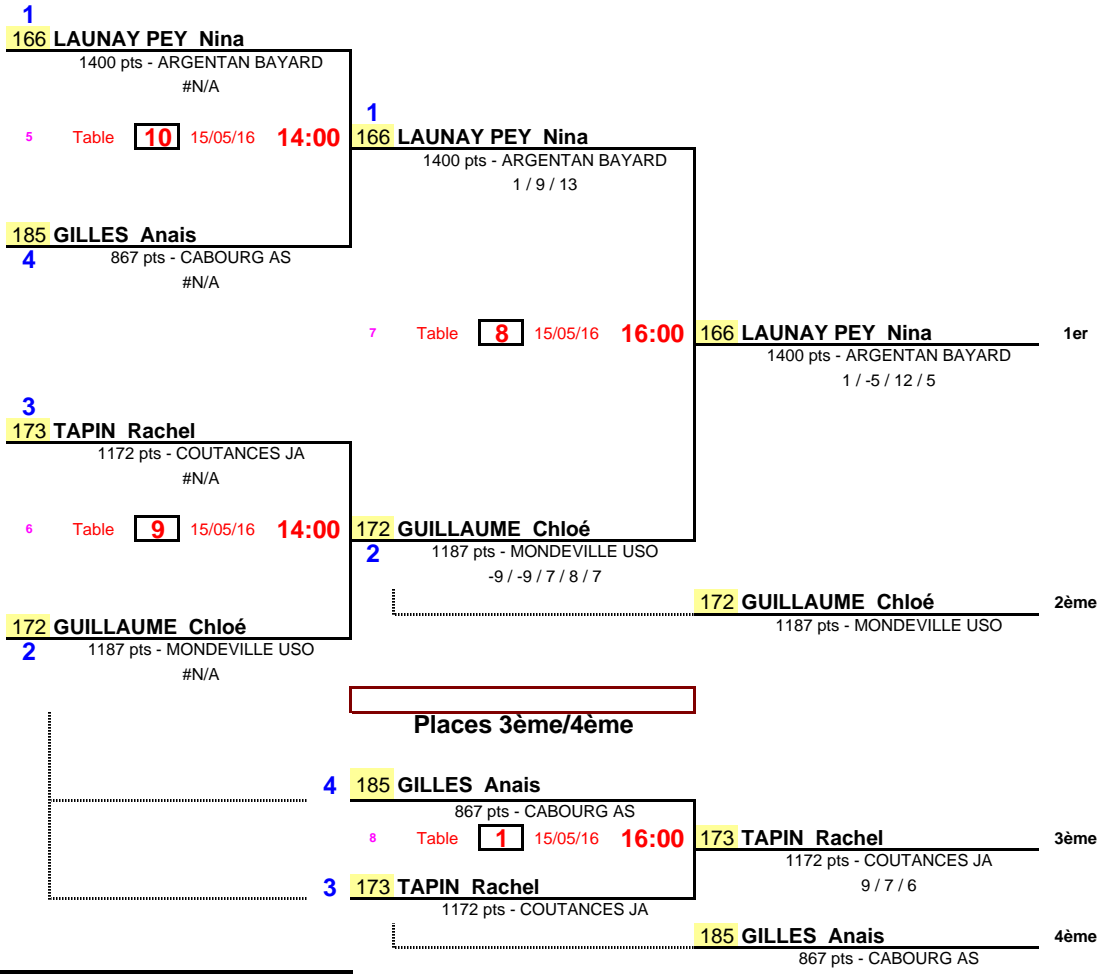 1
166 LAUNAY PEY Nina
1400 pts - ARGENTAN BAYARD
#N/A
1
5 Table 10 15/05/16 14:00 166 LAUNAY PEY Nina
1400 pts - ARGENTAN BAYARD
1 / 9 / 13
185 GILLES Anais
4 867 pts - CABOURG AS
#N/A
7 Table 8 15/05/16 16:00 166 LAUNAY PEY Nina 1er
1400 pts - ARGENTAN BAYARD
1 / -5 / 12 / 5
3
173 TAPIN Rachel
1172 pts - COUTANCES JA
#N/A
6 Table 9 15/05/16 14:00 172 GUILLAUME Chloé
2 1187 pts - MONDEVILLE USO
-9 / -9 / 7 / 8 / 7
172 GUILLAUME Chloé 2ème
1187 pts - MONDEVILLE USO
172 GUILLAUME Chloé
2 1187 pts - MONDEVILLE USO
#N/A
Places 3ème/4ème
4 185 GILLES Anais
867 pts - CABOURG AS
8 Table 1 15/05/16 16:00 173 TAPIN Rachel 3ème
1172 pts - COUTANCES JA
9 / 7 / 6
3 173 TAPIN Rachel
1172 pts - COUTANCES JA
185 GILLES Anais 4ème
867 pts - CABOURG AS